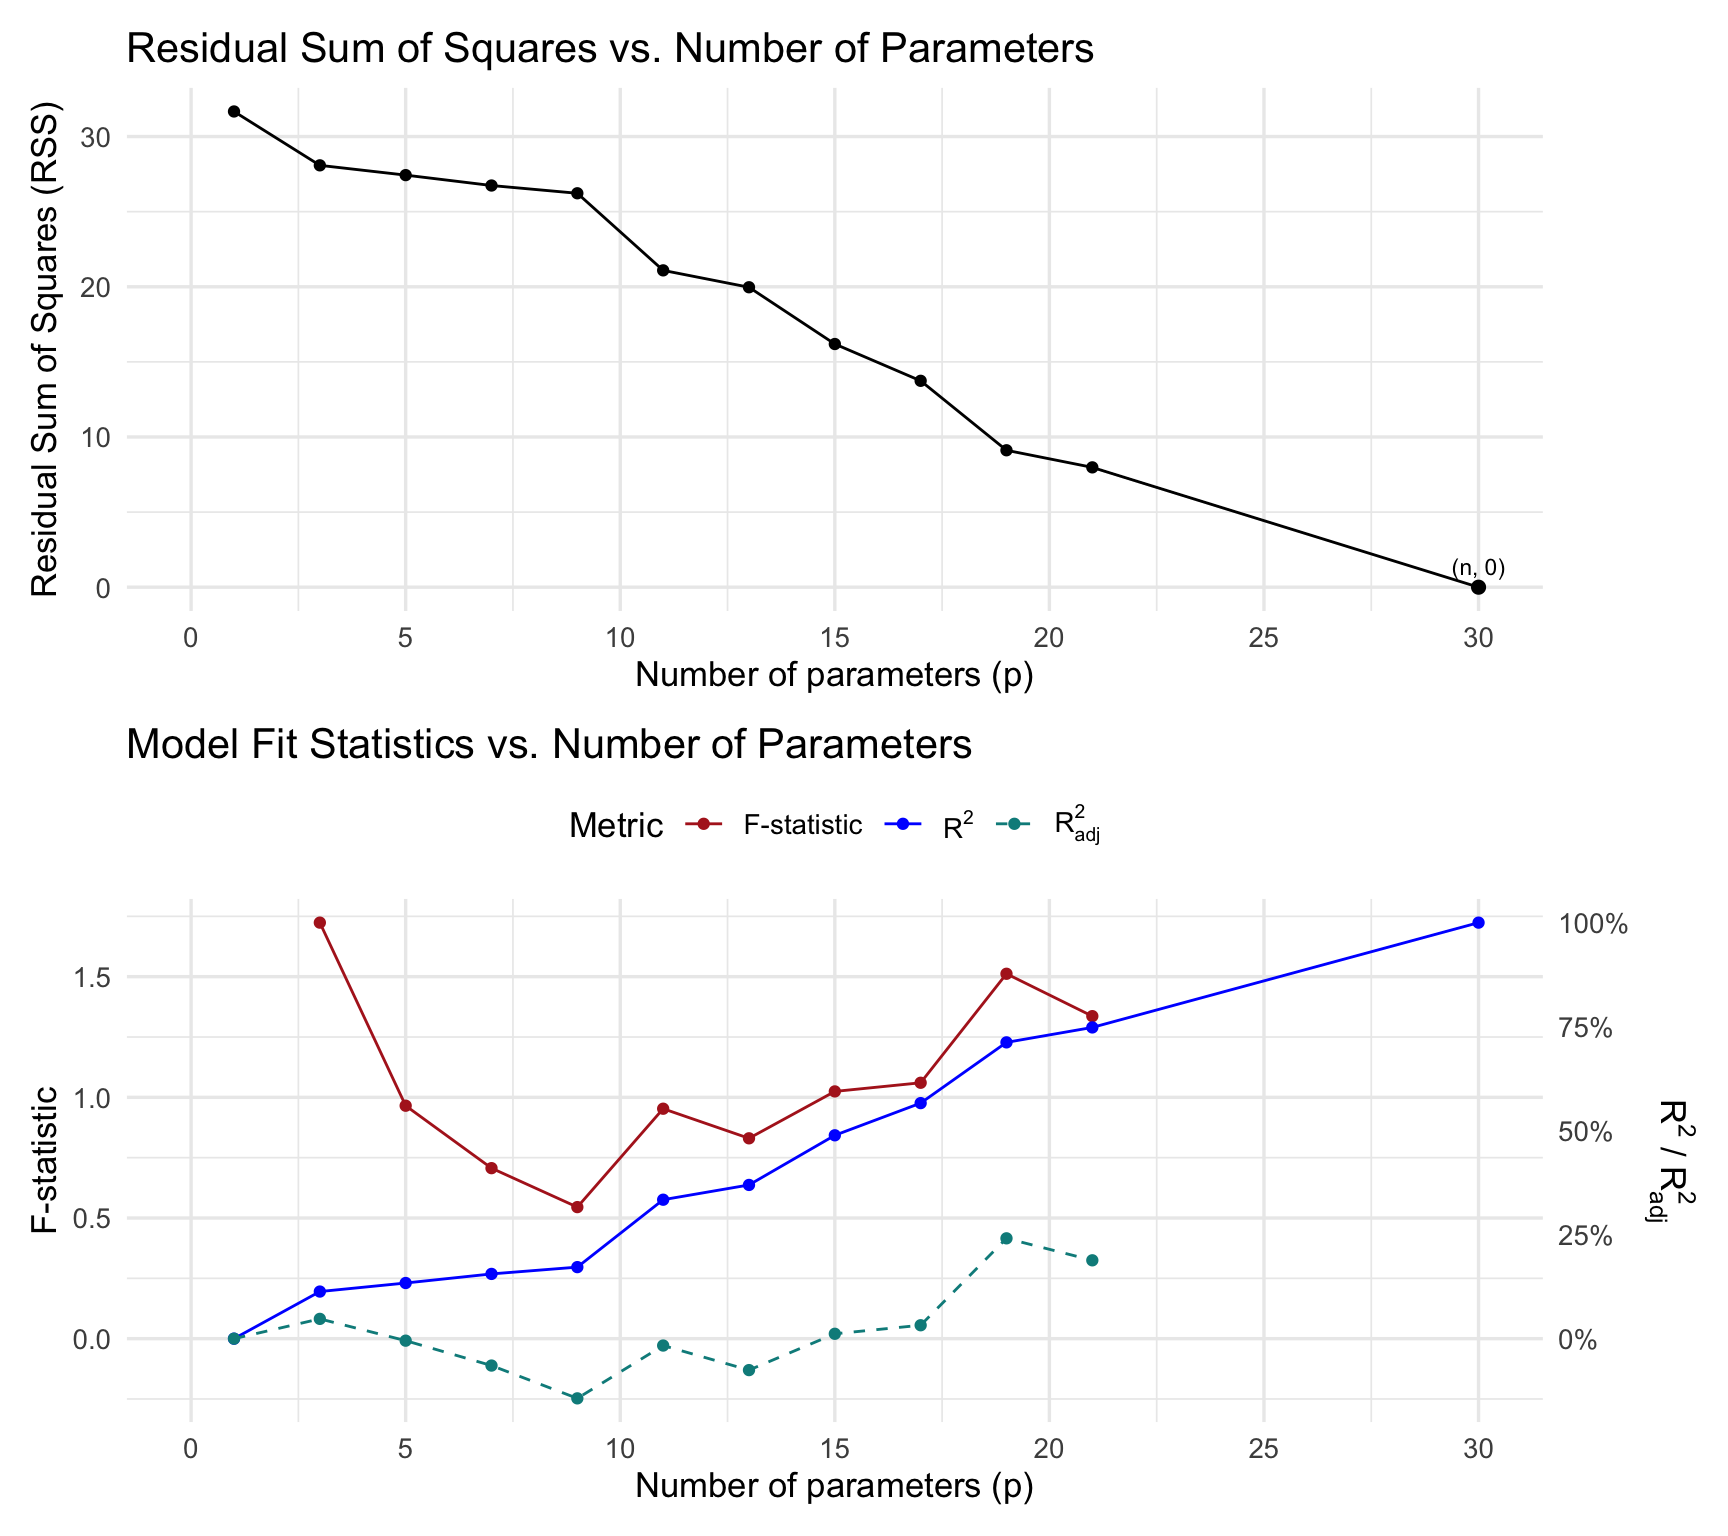 Residual Sum of Squares vs. Number of Parameters
Residual Sum of Squares (RSS)
30
20
10
0
(n, 0)
0 5 10 15 20 25 30
Number of parameters (p)
Model Fit Statistics vs. Number of Parameters
Metric F-statistic R² R²adj
F-statistic
1.5
1.0
0.5
0.0
100%
75%
50%
25%
0%
R² / R²adj
0 5 10 15 20 25 30
Number of parameters (p)